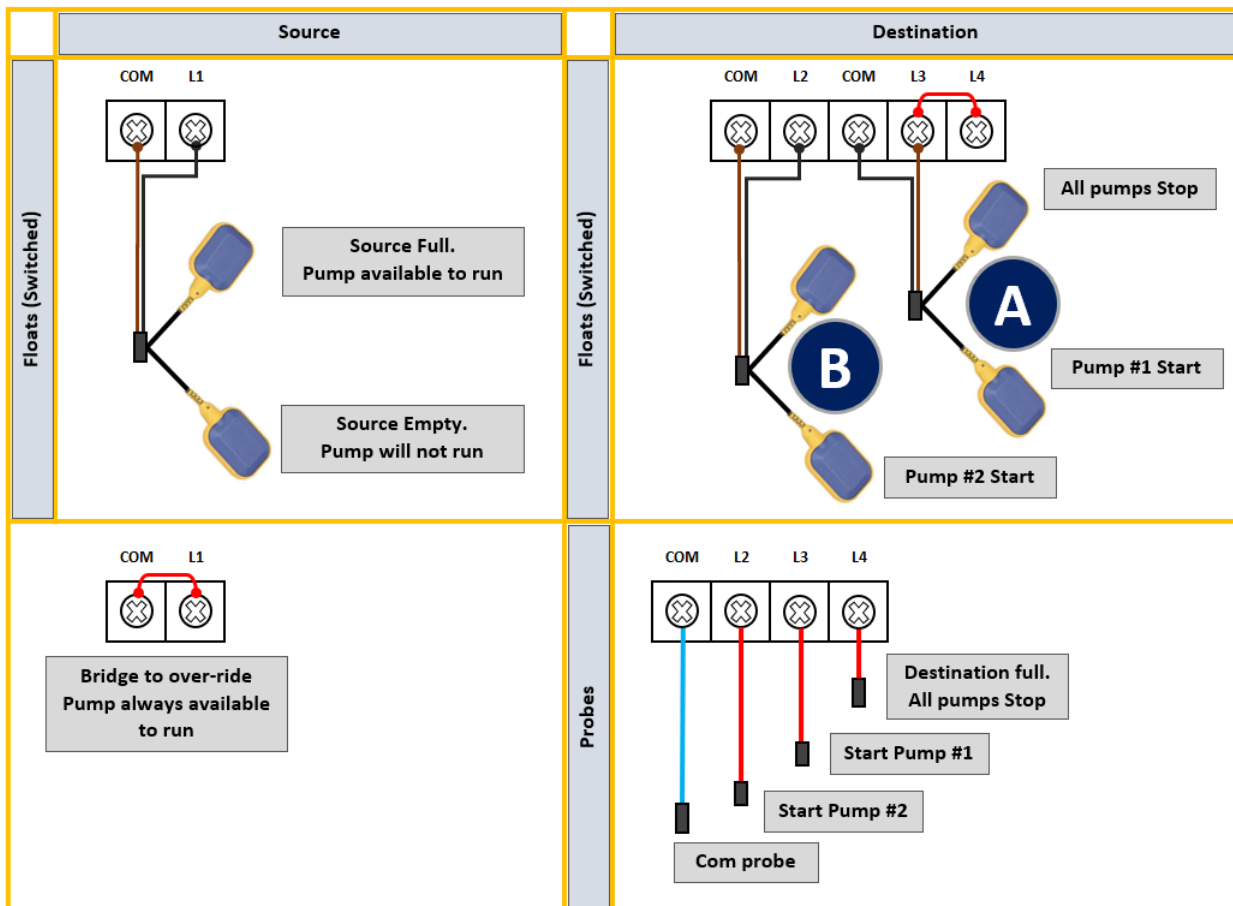 Source
Destination
Floats (Switched)
COM L1
Source Full.
Pump available to run
Source Empty.
Pump will not run
Floats (Switched)
COM L2 COM L3 L4
All pumps Stop
A
Pump #1 Start
B
Pump #2 Start
COM L1
Bridge to over-ride
Pump always available
to run
Probes
COM L2 L3 L4
Destination full.
All pumps Stop
Start Pump #1
Start Pump #2
Com probe